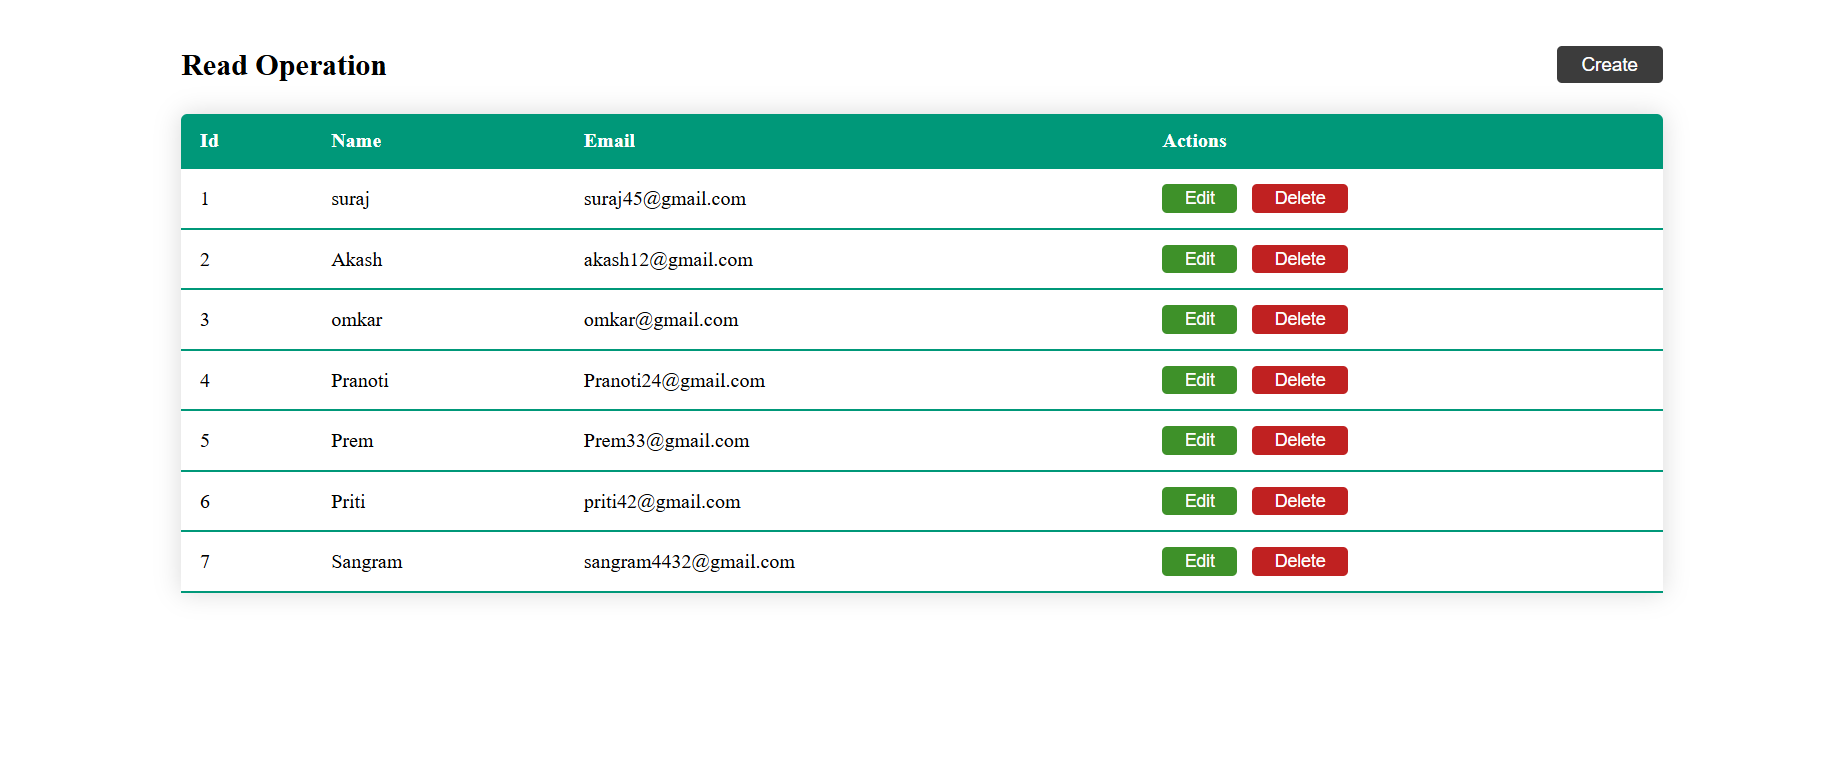 Read Operation Create
Id Name Email Actions
1 suraj suraj45@gmail.com Edit Delete
2 Akash akash12@gmail.com Edit Delete
3 omkar omkar@gmail.com Edit Delete
4 Pranoti Pranoti24@gmail.com Edit Delete
5 Prem Prem33@gmail.com Edit Delete
6 Priti priti42@gmail.com Edit Delete
7 Sangram sangram4432@gmail.com Edit Delete